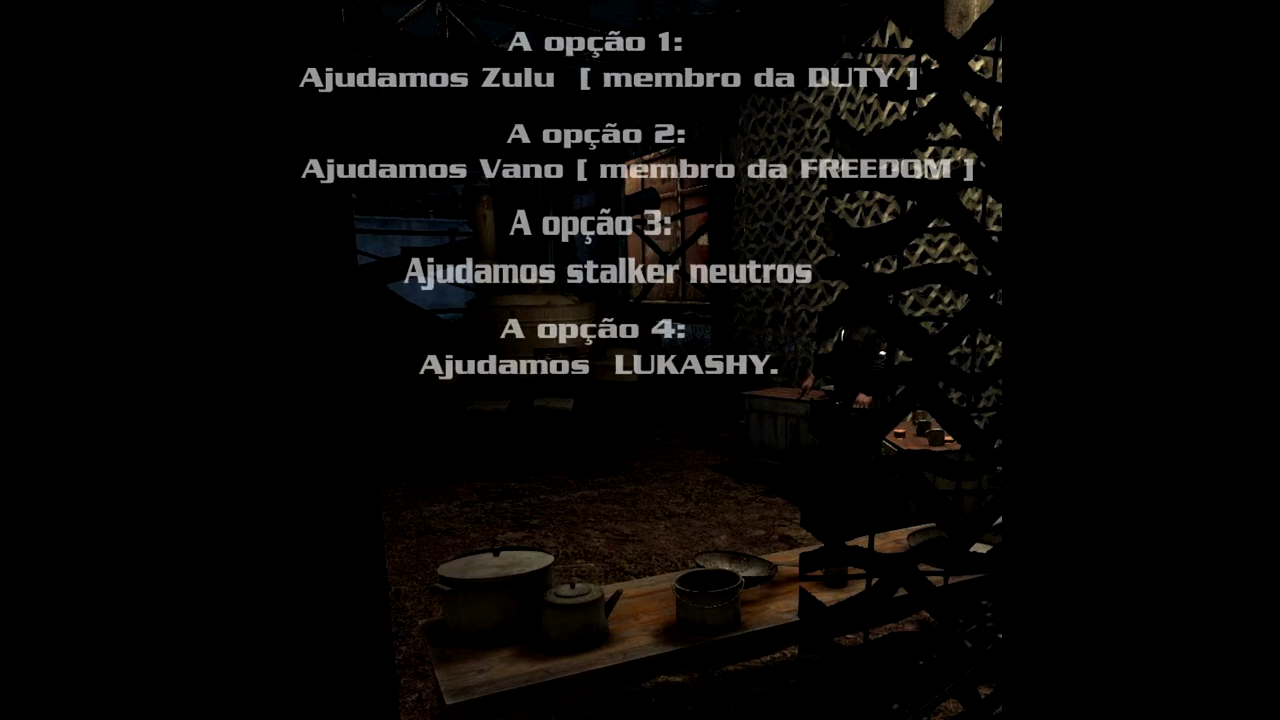 A opção 1:
Ajudamos Zulu [ membro da DUTY ]
A opção 2:
Ajudamos Vano [ membro da FREEDOM ]
A opção 3:
Ajudamos stalker neutros
A opção 4:
Ajudamos LUKASHY.